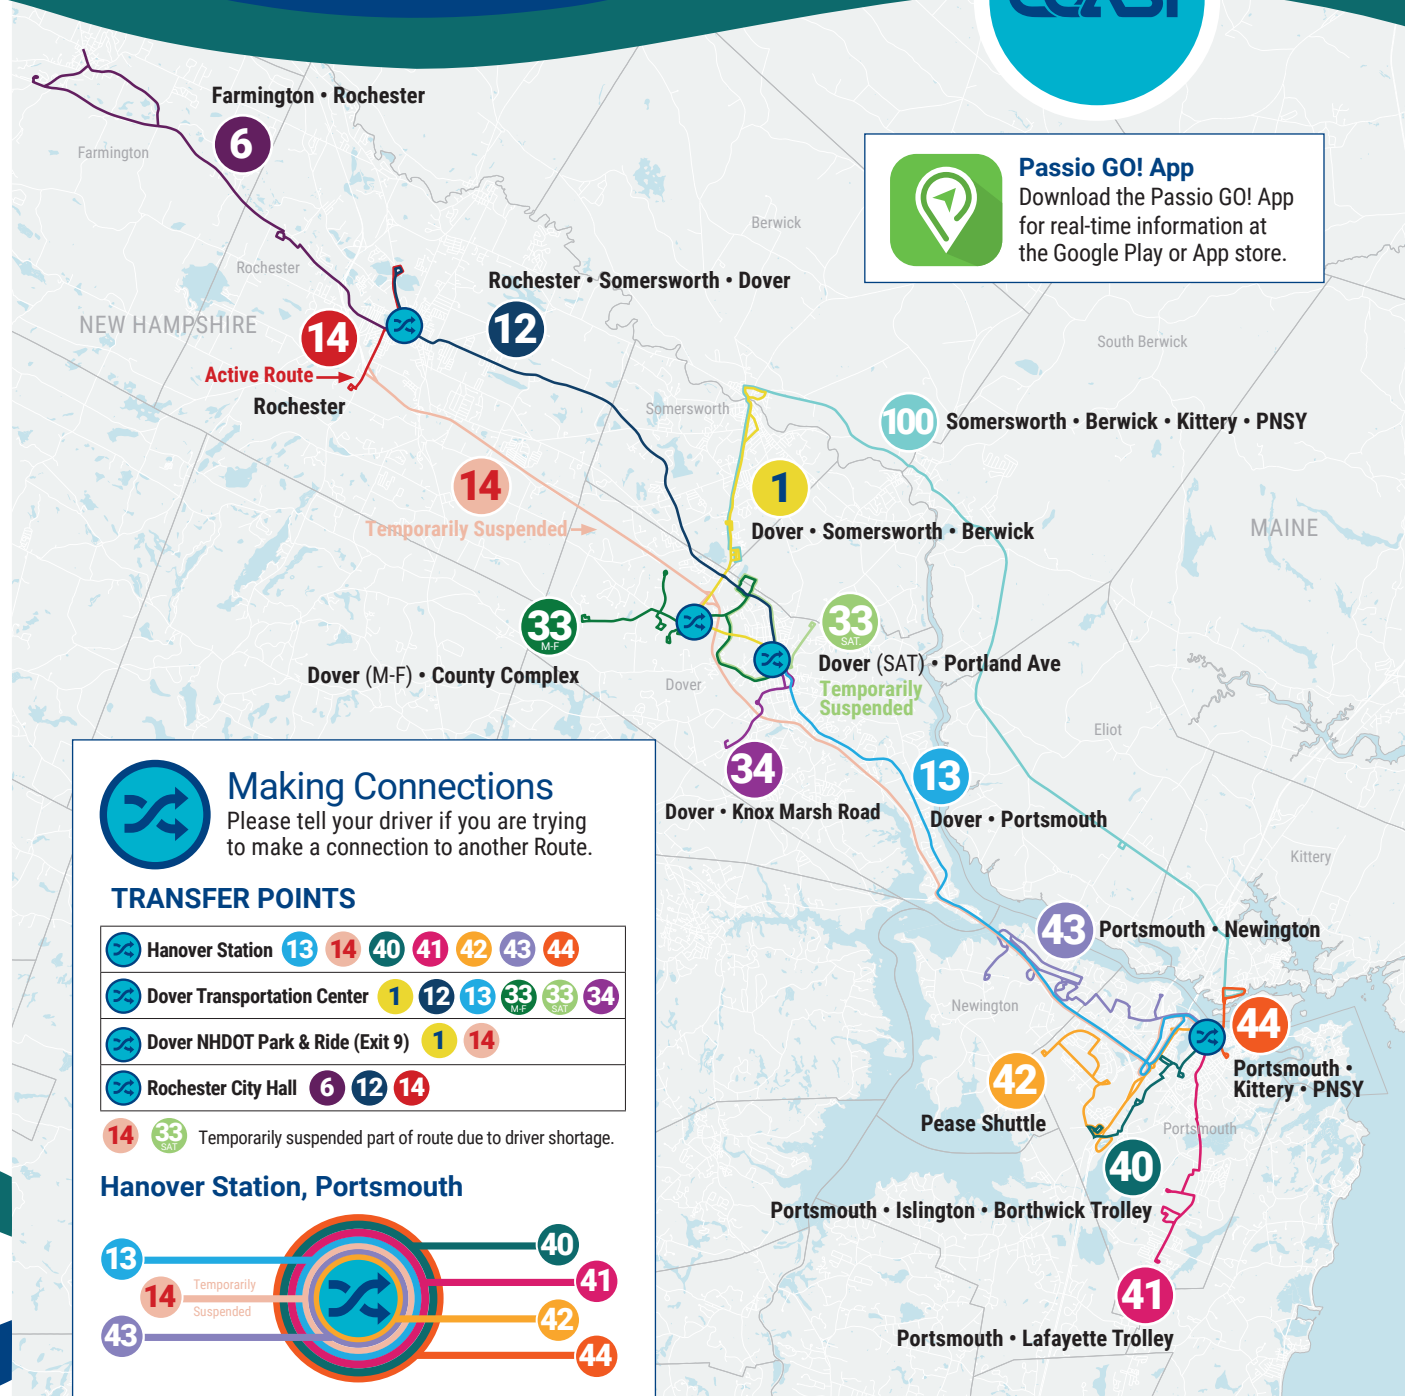 COAST
Farmington • Rochester
6
Farmington
Passio GO! App
Download the Passio GO! App
for real-time information at
the Google Play or App store.
Berwick
Rochester
Rochester • Somersworth • Dover
NEW HAMPSHIRE
14
12
South Berwick
Active Route
Rochester
Somersworth
100
Somersworth • Berwick • Kittery • PNSY
14
Temporarily Suspended
1
Dover • Somersworth • Berwick
MAINE
33
M-F
Dover (M-F) • County Complex
33
SAT.
Dover (SAT) • Portland Ave
Temporarily
Suspended
Dover
Eliot
34
Dover • Knox Marsh Road
13
Dover • Portsmouth
Kittery
43
Portsmouth • Newington
Newington
44
Portsmouth •
Kittery • PNSY
42
Pease Shuttle
Portsmouth
40
Portsmouth • Islington • Borthwick Trolley
41
Portsmouth • Lafayette Trolley
Making Connections
Please tell your driver if you are trying
to make a connection to another Route.
TRANSFER POINTS
Hanover Station 13 14 40 41 42 43 44
Dover Transportation Center 1 12 13 33 M-F 33 SAT 34
Dover NHDOT Park & Ride (Exit 9) 1 14
Rochester City Hall 6 12 14
14 33 SAT Temporarily suspended part of route due to driver shortage.
Hanover Station, Portsmouth
13
40
14
Temporarily
Suspended
41
43
42
44